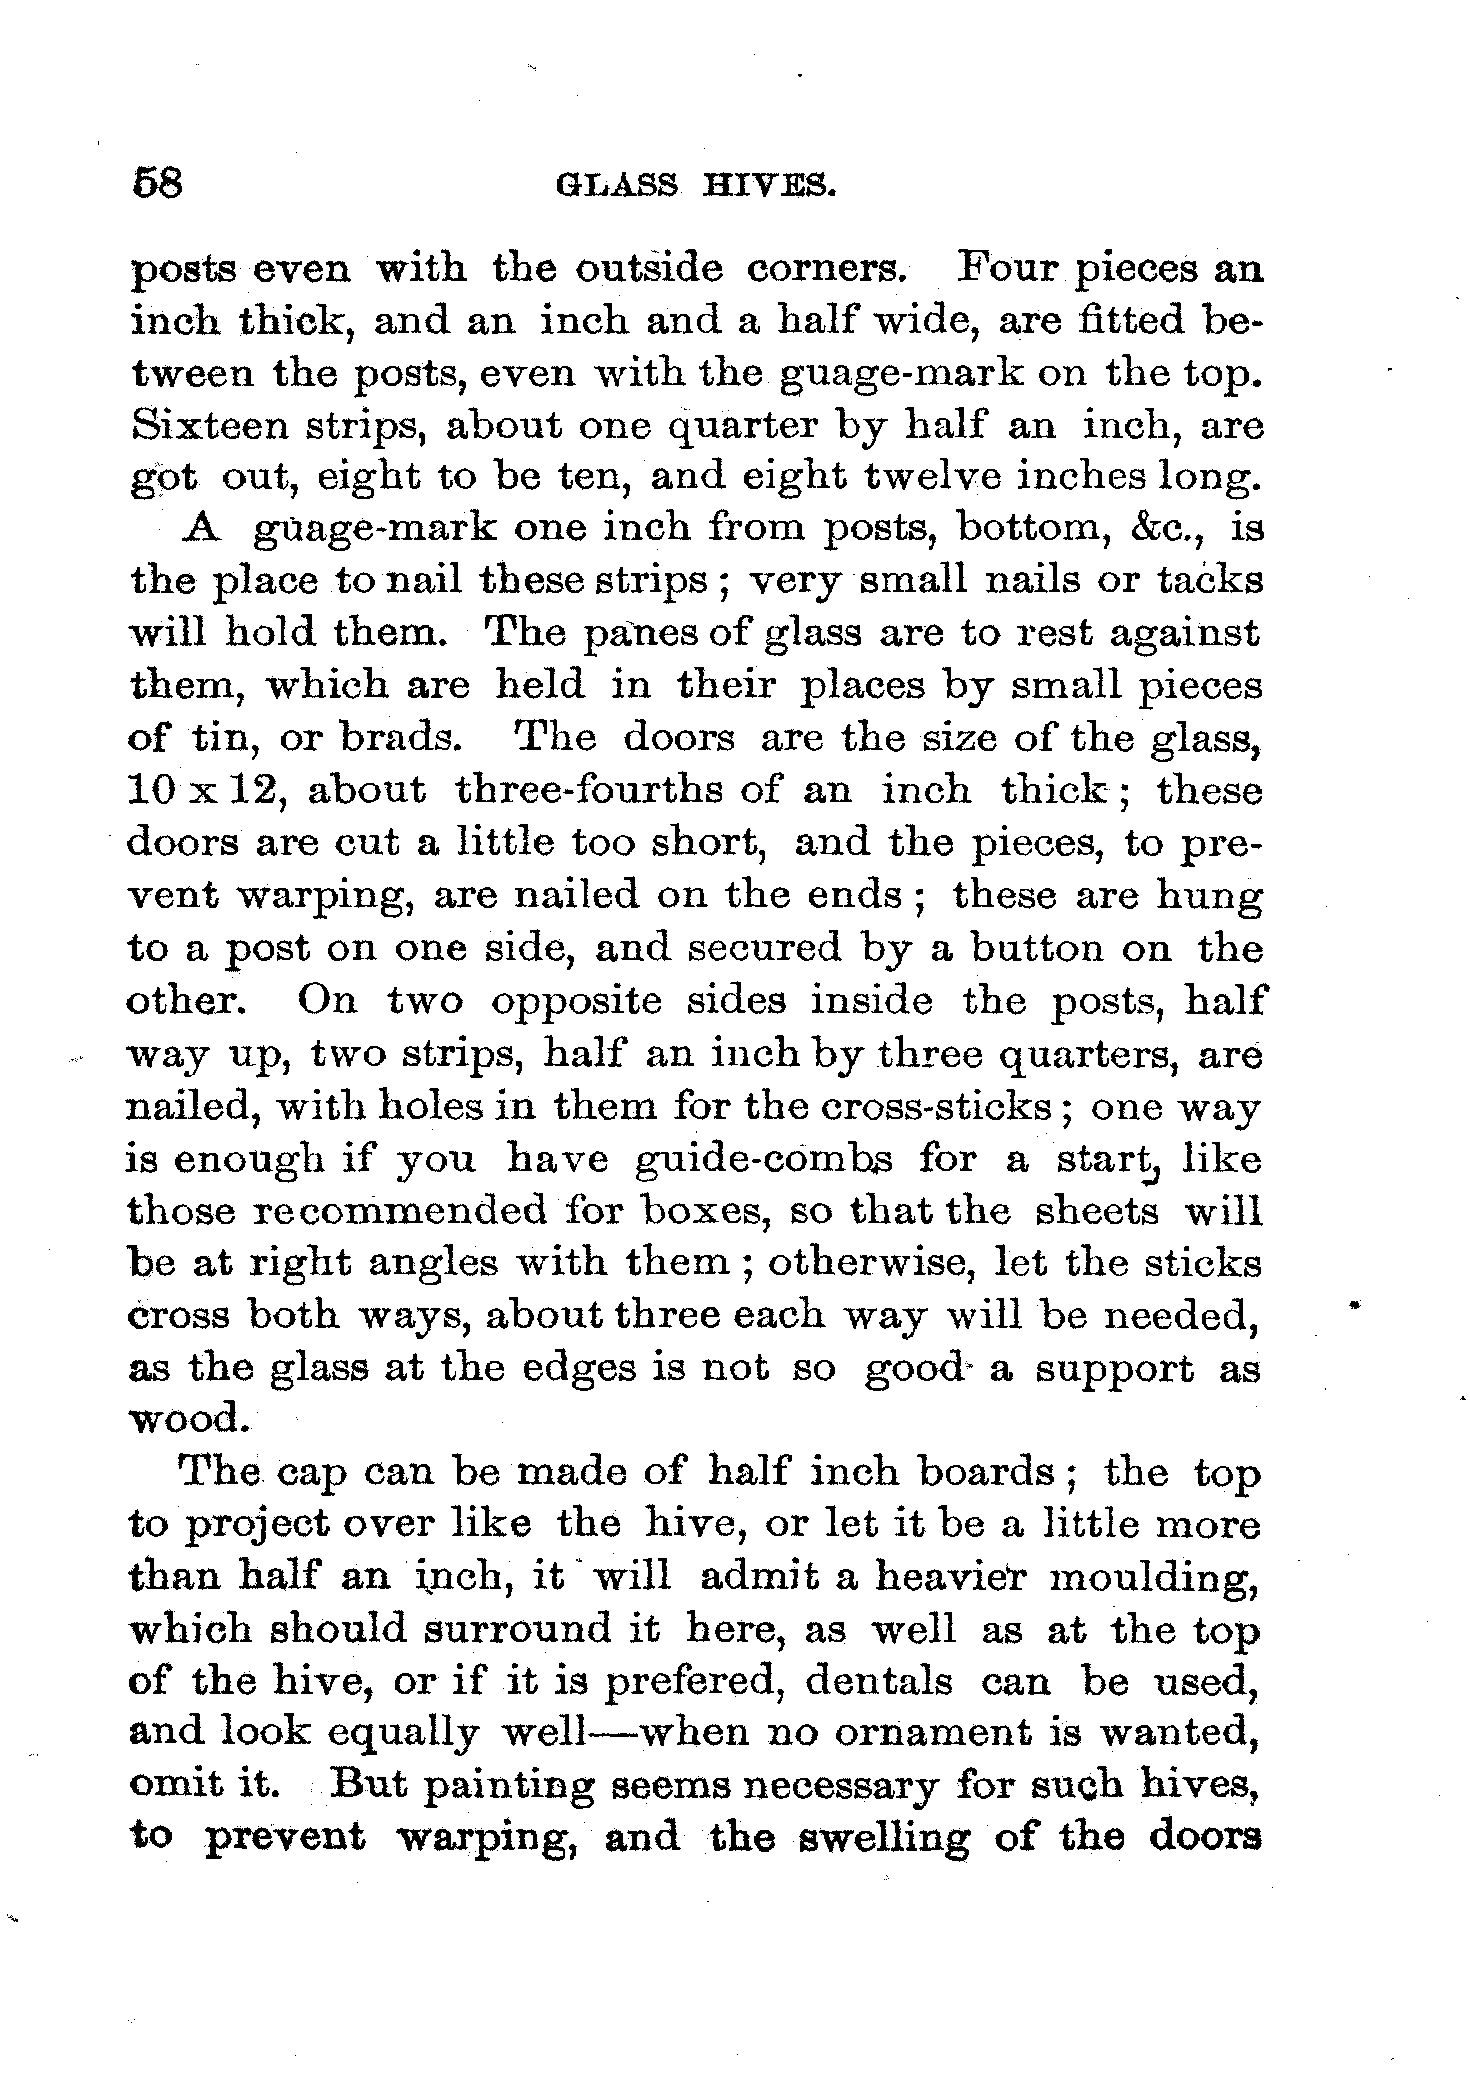 58 GLASS HIVES.
posts even with the outside corners. Four pieces an
inch thick, and an inch and a half wide, are fitted be-
tween the posts, even with the guage-mark on the top.
Sixteen strips, about one quarter by half an inch, are
got out, eight to be ten, and eight twelve inches long.
A guage-mark one inch from posts, bottom, &c., is
the place to nail these strips ; very small nails or tacks
will hold them. The panes of glass are to rest against
them, which are held in their places by small pieces
of tin, or brads. The doors are the size of the glass,
10 x 12, about three-fourths of an inch thick ; these
doors are cut a little too short, and the pieces, to pre-
vent warping, are nailed on the ends ; these are hung
to a post on one side, and secured by a button on the
other. On two opposite sides inside the posts, half
way up, two strips, half an inch by three quarters, are
nailed, with holes in them for the cross-sticks ; one way
is enough if you have guide-combs for a start, like
those recommended for boxes, so that the sheets will
be at right angles with them ; otherwise, let the sticks
cross both ways, about three each way will be needed,
as the glass at the edges is not so good a support as
wood.
The cap can be made of half inch boards ; the top
to project over like the hive, or let it be a little more
than half an inch, it will admit a heavier moulding,
which should surround it here, as well as at the top
of the hive, or if it is prefered, dentals can be used,
and look equally well—when no ornament is wanted,
omit it. But painting seems necessary for such hives,
to prevent warping, and the swelling of the doors